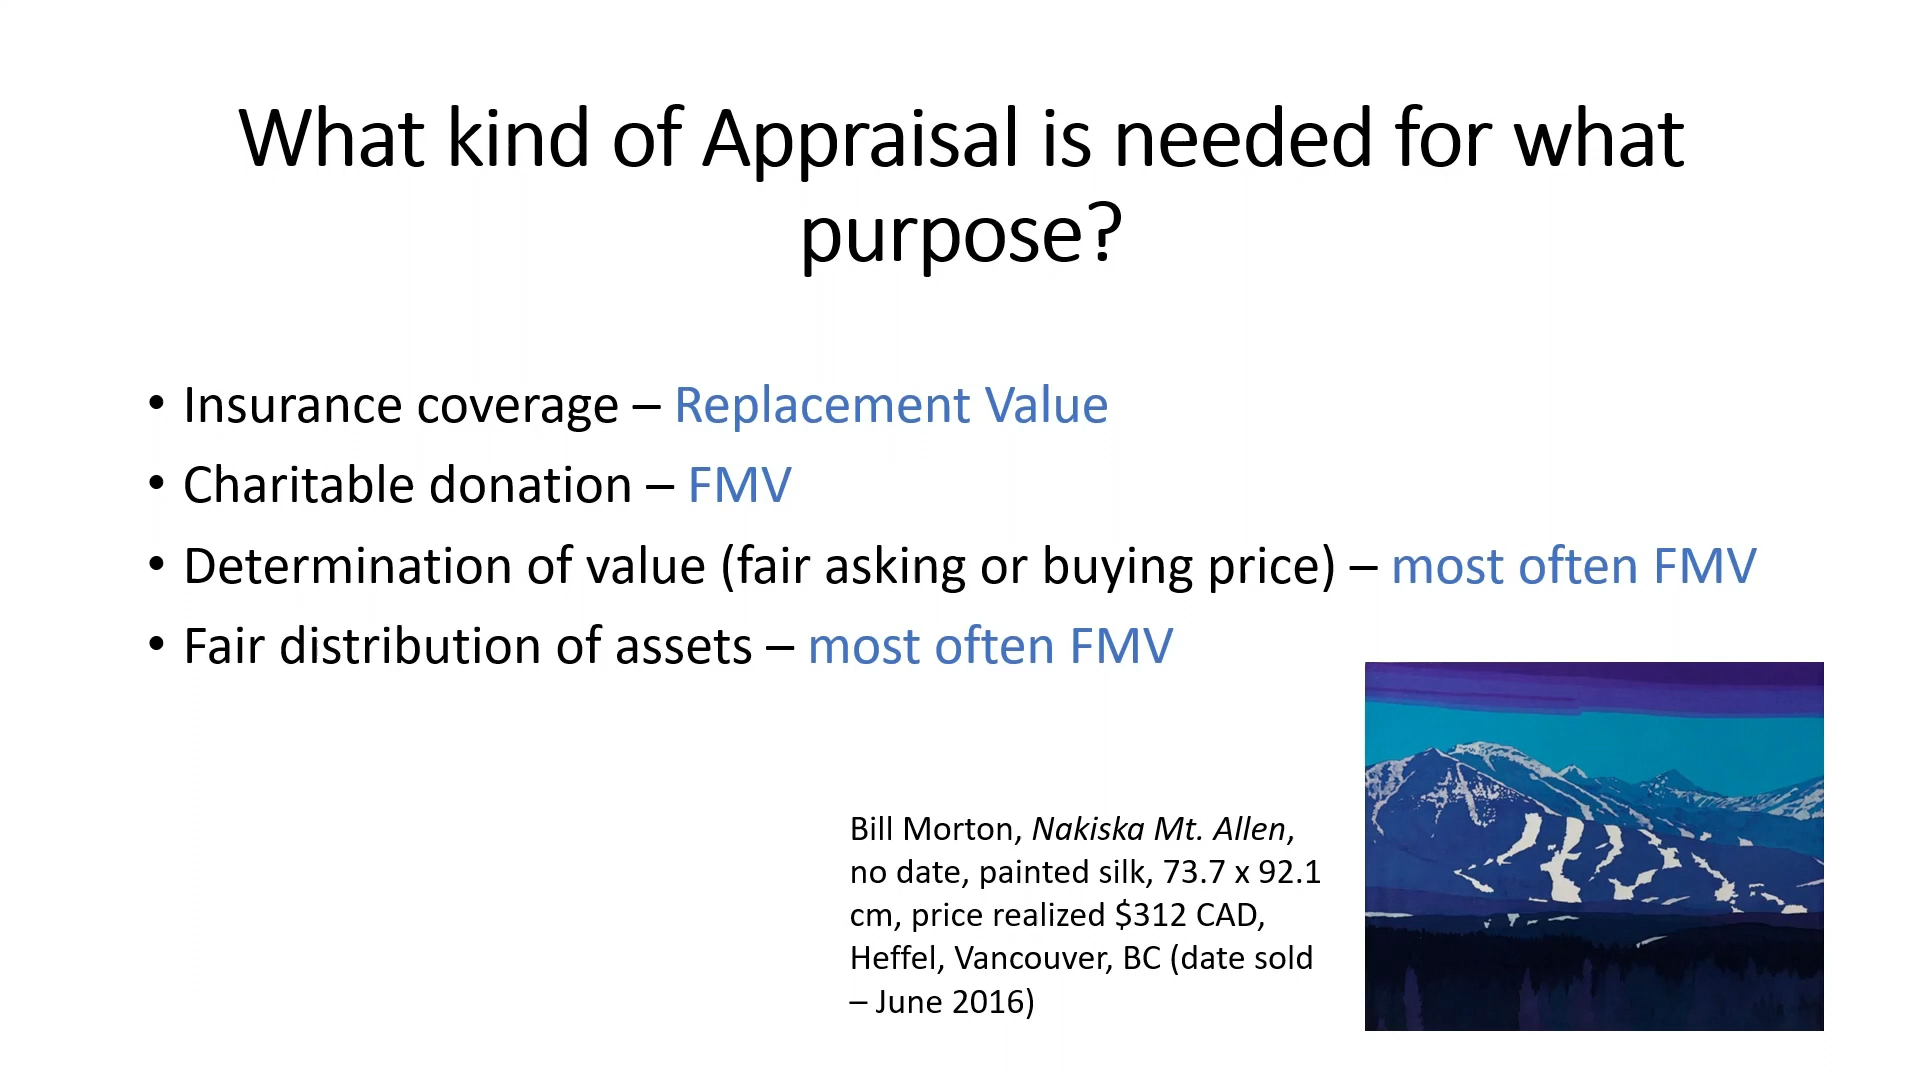 What kind of Appraisal is needed for what
purpose?
• Insurance coverage – Replacement Value
• Charitable donation – FMV
• Determination of value (fair asking or buying price) – most often FMV
• Fair distribution of assets – most often FMV
Bill Morton, Nakiska Mt. Allen,
no date, painted silk, 73.7 x 92.1
cm, price realized $312 CAD,
Heffel, Vancouver, BC (date sold
– June 2016)